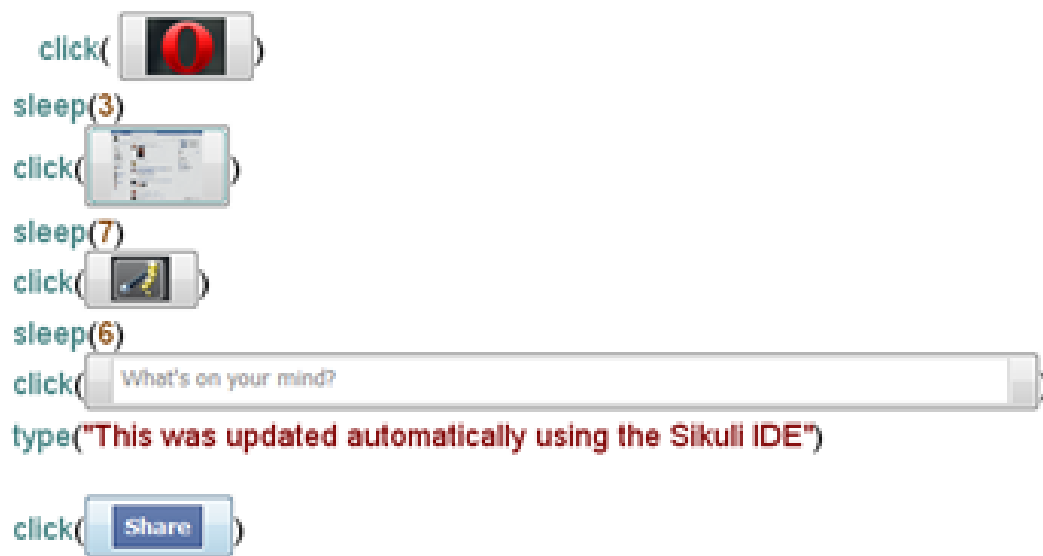 click( )
sleep(3)
click( )
sleep(7)
click( )
sleep(6)
click( What's on your mind? )
type("This was updated automatically using the Sikuli IDE")
click( Share )